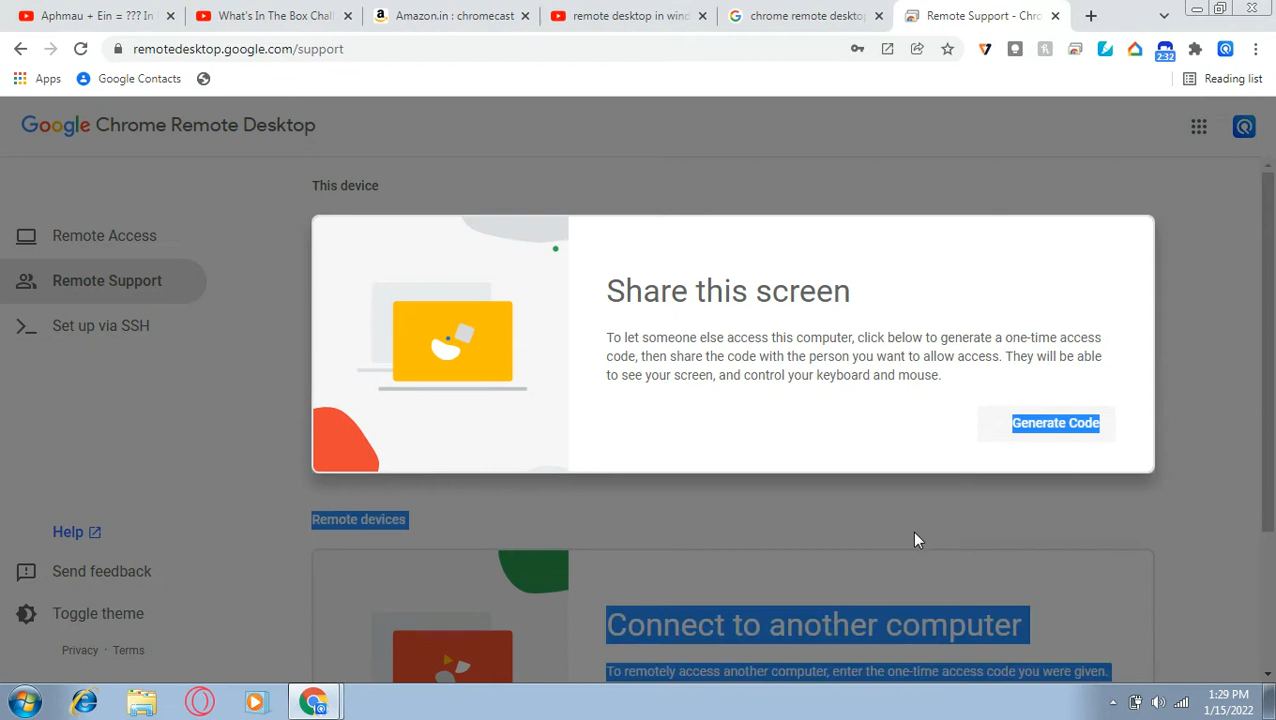 Aphmau + Ein = ??? In
What's In The Box Chall
Amazon.in : chromecast
remote desktop in wind
chrome remote desktop
Remote Support - Chro
remotedesktop.google.com/support
2:32
Apps
Google Contacts
Reading list
Google Chrome Remote Desktop
This device
Remote Access
Remote Support
Set up via SSH
Share this screen
To let someone else access this computer, click below to generate a one-time access
code, then share the code with the person you want to allow access. They will be able
to see your screen, and control your keyboard and mouse.
Generate Code
Remote devices
Help
Send feedback
Toggle theme
Privacy · Terms
Connect to another computer
To remotely access another computer, enter the one-time access code you were given.
1:29 PM
1/15/2022